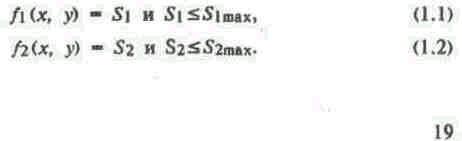 f1(x, y) = S1 и S1≤S1max, (1.1)
f2(x, y) = S2 и S2≤S2max. (1.2)
19